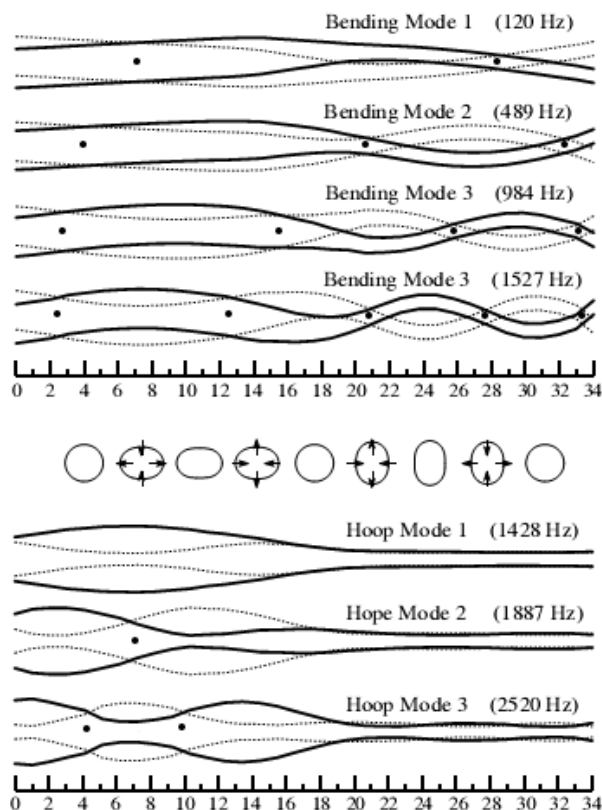 Bending Mode 1 (120 Hz)
Bending Mode 2 (489 Hz)
Bending Mode 3 (984 Hz)
Bending Mode 3 (1527 Hz)
0 2 4 6 8 10 12 14 16 18 20 22 24 26 28 30 32 34
Hoop Mode 1 (1428 Hz)
Hope Mode 2 (1887 Hz)
Hoop Mode 3 (2520 Hz)
0 2 4 6 8 10 12 14 16 18 20 22 24 26 28 30 32 34